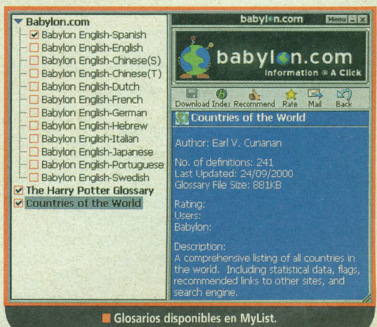 Babylon.com
Babylon English-Spanish
Babylon English-English
Babylon English-Chinese(S)
Babylon English-Chinese(T)
Babylon English-Dutch
Babylon English-French
Babylon English-German
Babylon English-Hebrew
Babylon English-Italian
Babylon English-Japanese
Babylon English-Portuguese
Babylon English-Swedish
The Harry Potter Glossary
Countries of the World
babylon.com Menu
babylon.com
Information @ A Click
Download Index Recommend Rate Mail Back
Countries of the World
Author: Earl V. Cunanan
No. of definitions: 241
Last Updated: 24/09/2000
Glossary File Size: 881KB
Rating:
Users:
Babylon:
Description:
A comprehensive listing of all countries in
the world. Including statistical data, flags,
recommended links to other sites, and
search engine.
Glosarios disponibles en MyList.